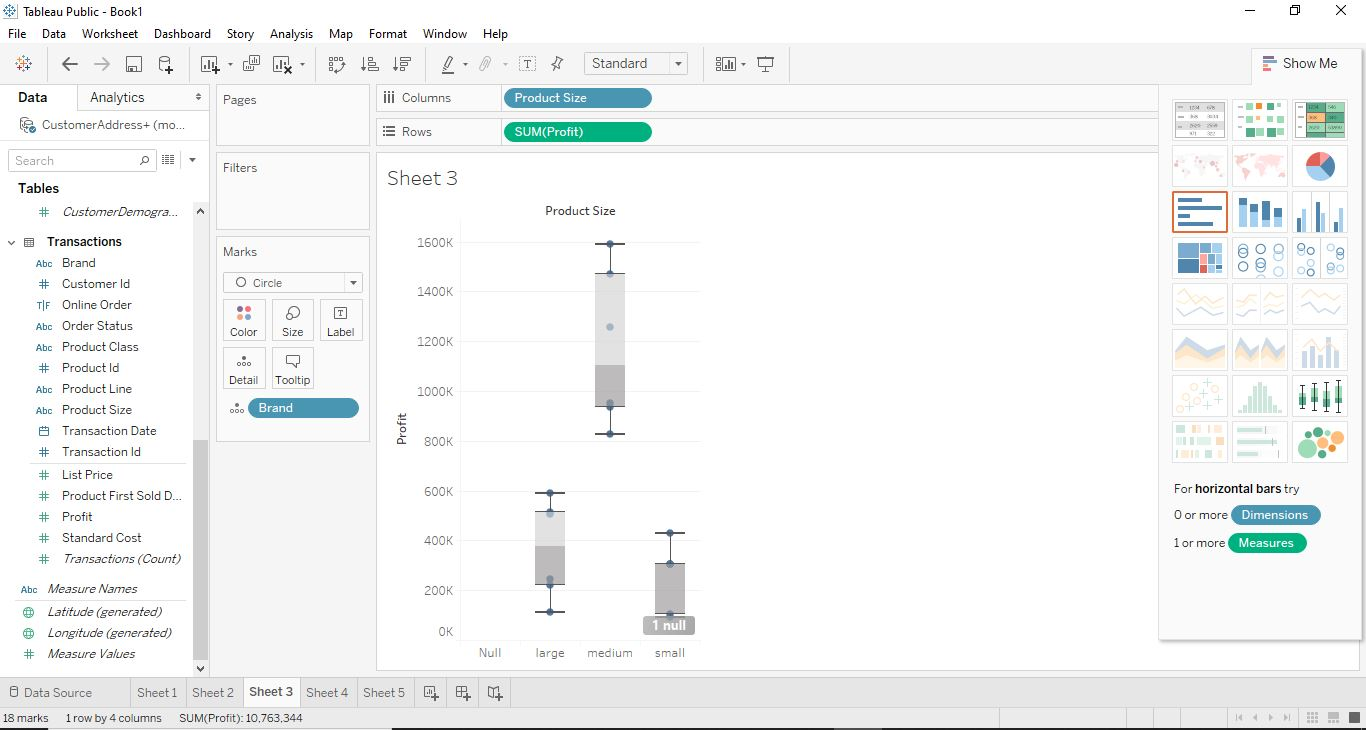 Tableau Public - Book1
File Data Worksheet Dashboard Story Analysis Map Format Window Help
Standard
Show Me
Data Analytics
CustomerAddress+ (mo...
Search
Tables
CustomerDemogra...
Transactions
Abc Brand
Customer Id
T|F Online Order
Abc Order Status
Abc Product Class
Product Id
Abc Product Line
Abc Product Size
Transaction Date
Transaction Id
List Price
Product First Sold D...
Profit
Standard Cost
Transactions (Count)
Abc Measure Names
Latitude (generated)
Longitude (generated)
Measure Values
Pages
Filters
Marks
Circle
Color Size Label
Detail Tooltip
Brand
Columns Product Size
Rows SUM(Profit)
Sheet 3
Product Size
1600K
1400K
1200K
1000K
800K
600K
400K
200K
0K
Profit
1 null
Null large medium small
For horizontal bars try
0 or more Dimensions
1 or more Measures
Data Source Sheet 1 Sheet 2 Sheet 3 Sheet 4 Sheet 5
18 marks 1 row by 4 columns SUM(Profit): 10,763,344